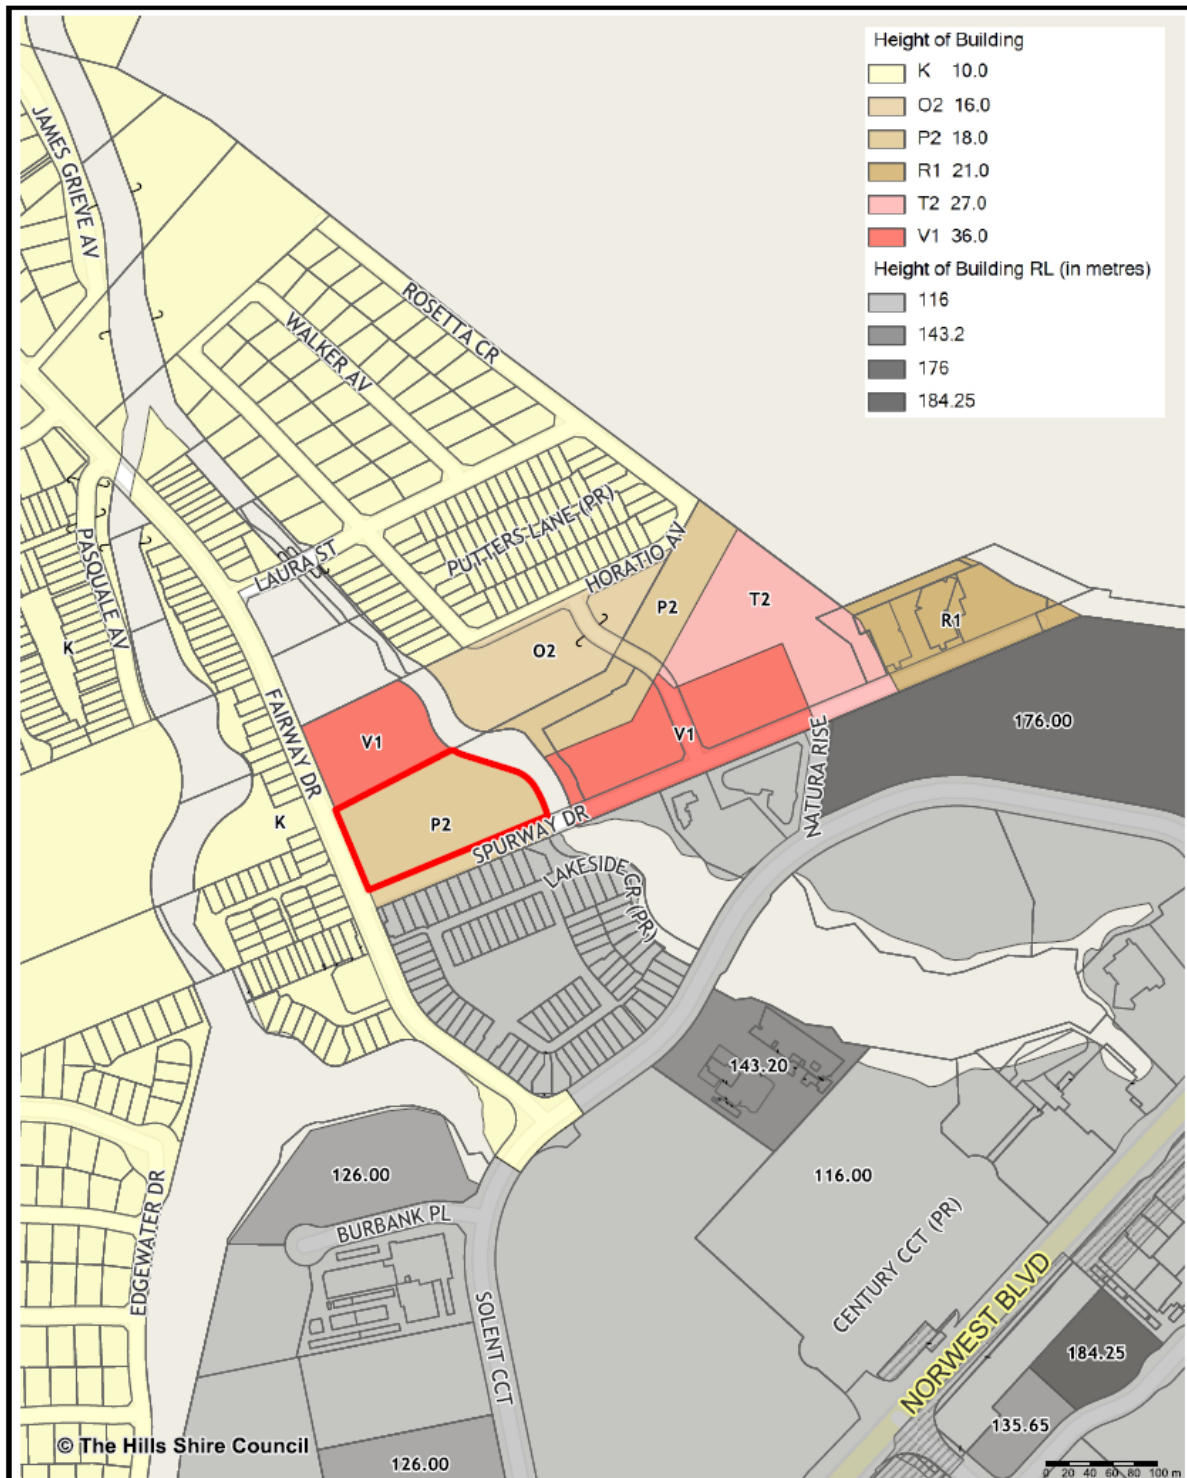 Height of Building
K 10.0
O2 16.0
P2 18.0
R1 21.0
T2 27.0
V1 36.0
Height of Building RL (in metres)
116
143.2
176
184.25
JAMES GRIEVE AV
ROSETTA CR
WALKER AV
PUTTERS LANE (PR)
LAURA ST
HORATIO AV
PASQUALE AV
K
P2
T2
R1
O2
FAIRWAY DR
V1
V1
176.00
NATURA RISE
K
P2
SPURWAY DR
LAKESIDE CR (PR)
143.20
126.00
116.00
BURBANK PL
EDGEWATER DR
CENTURY CCT (PR)
SOLENT CCT
NORWEST BLVD
184.25
135.65
© The Hills Shire Council
126.00
0 20 40 60 80 100 m